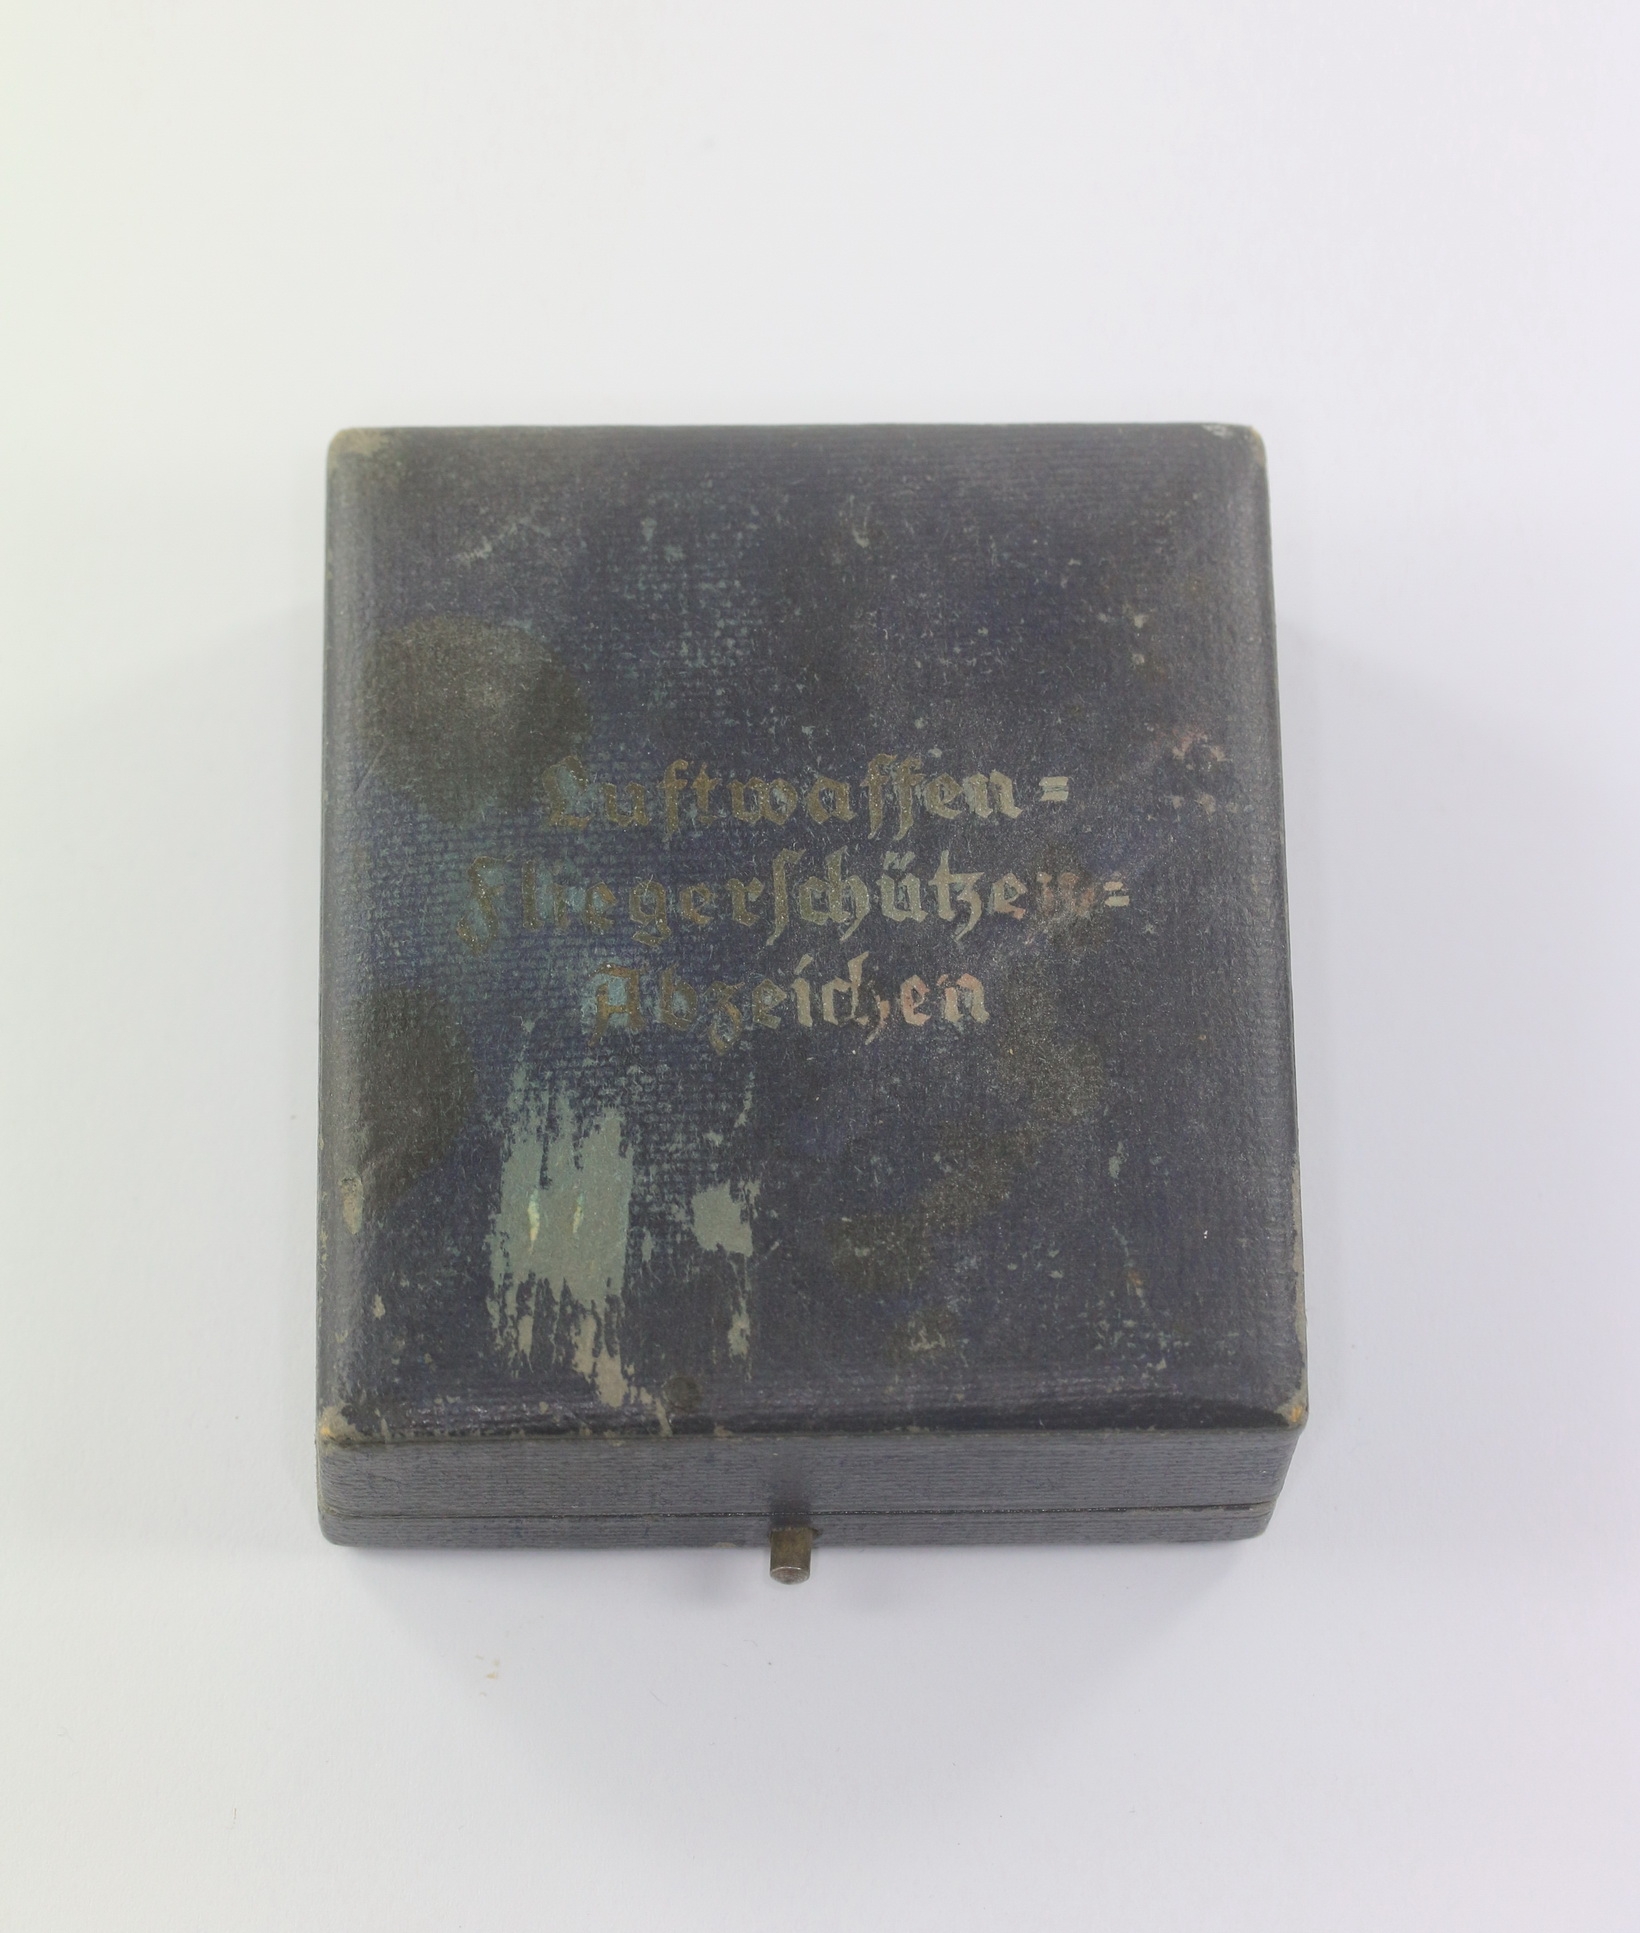 Luftwaffen=
Fliegerschützen=
Abzeichen